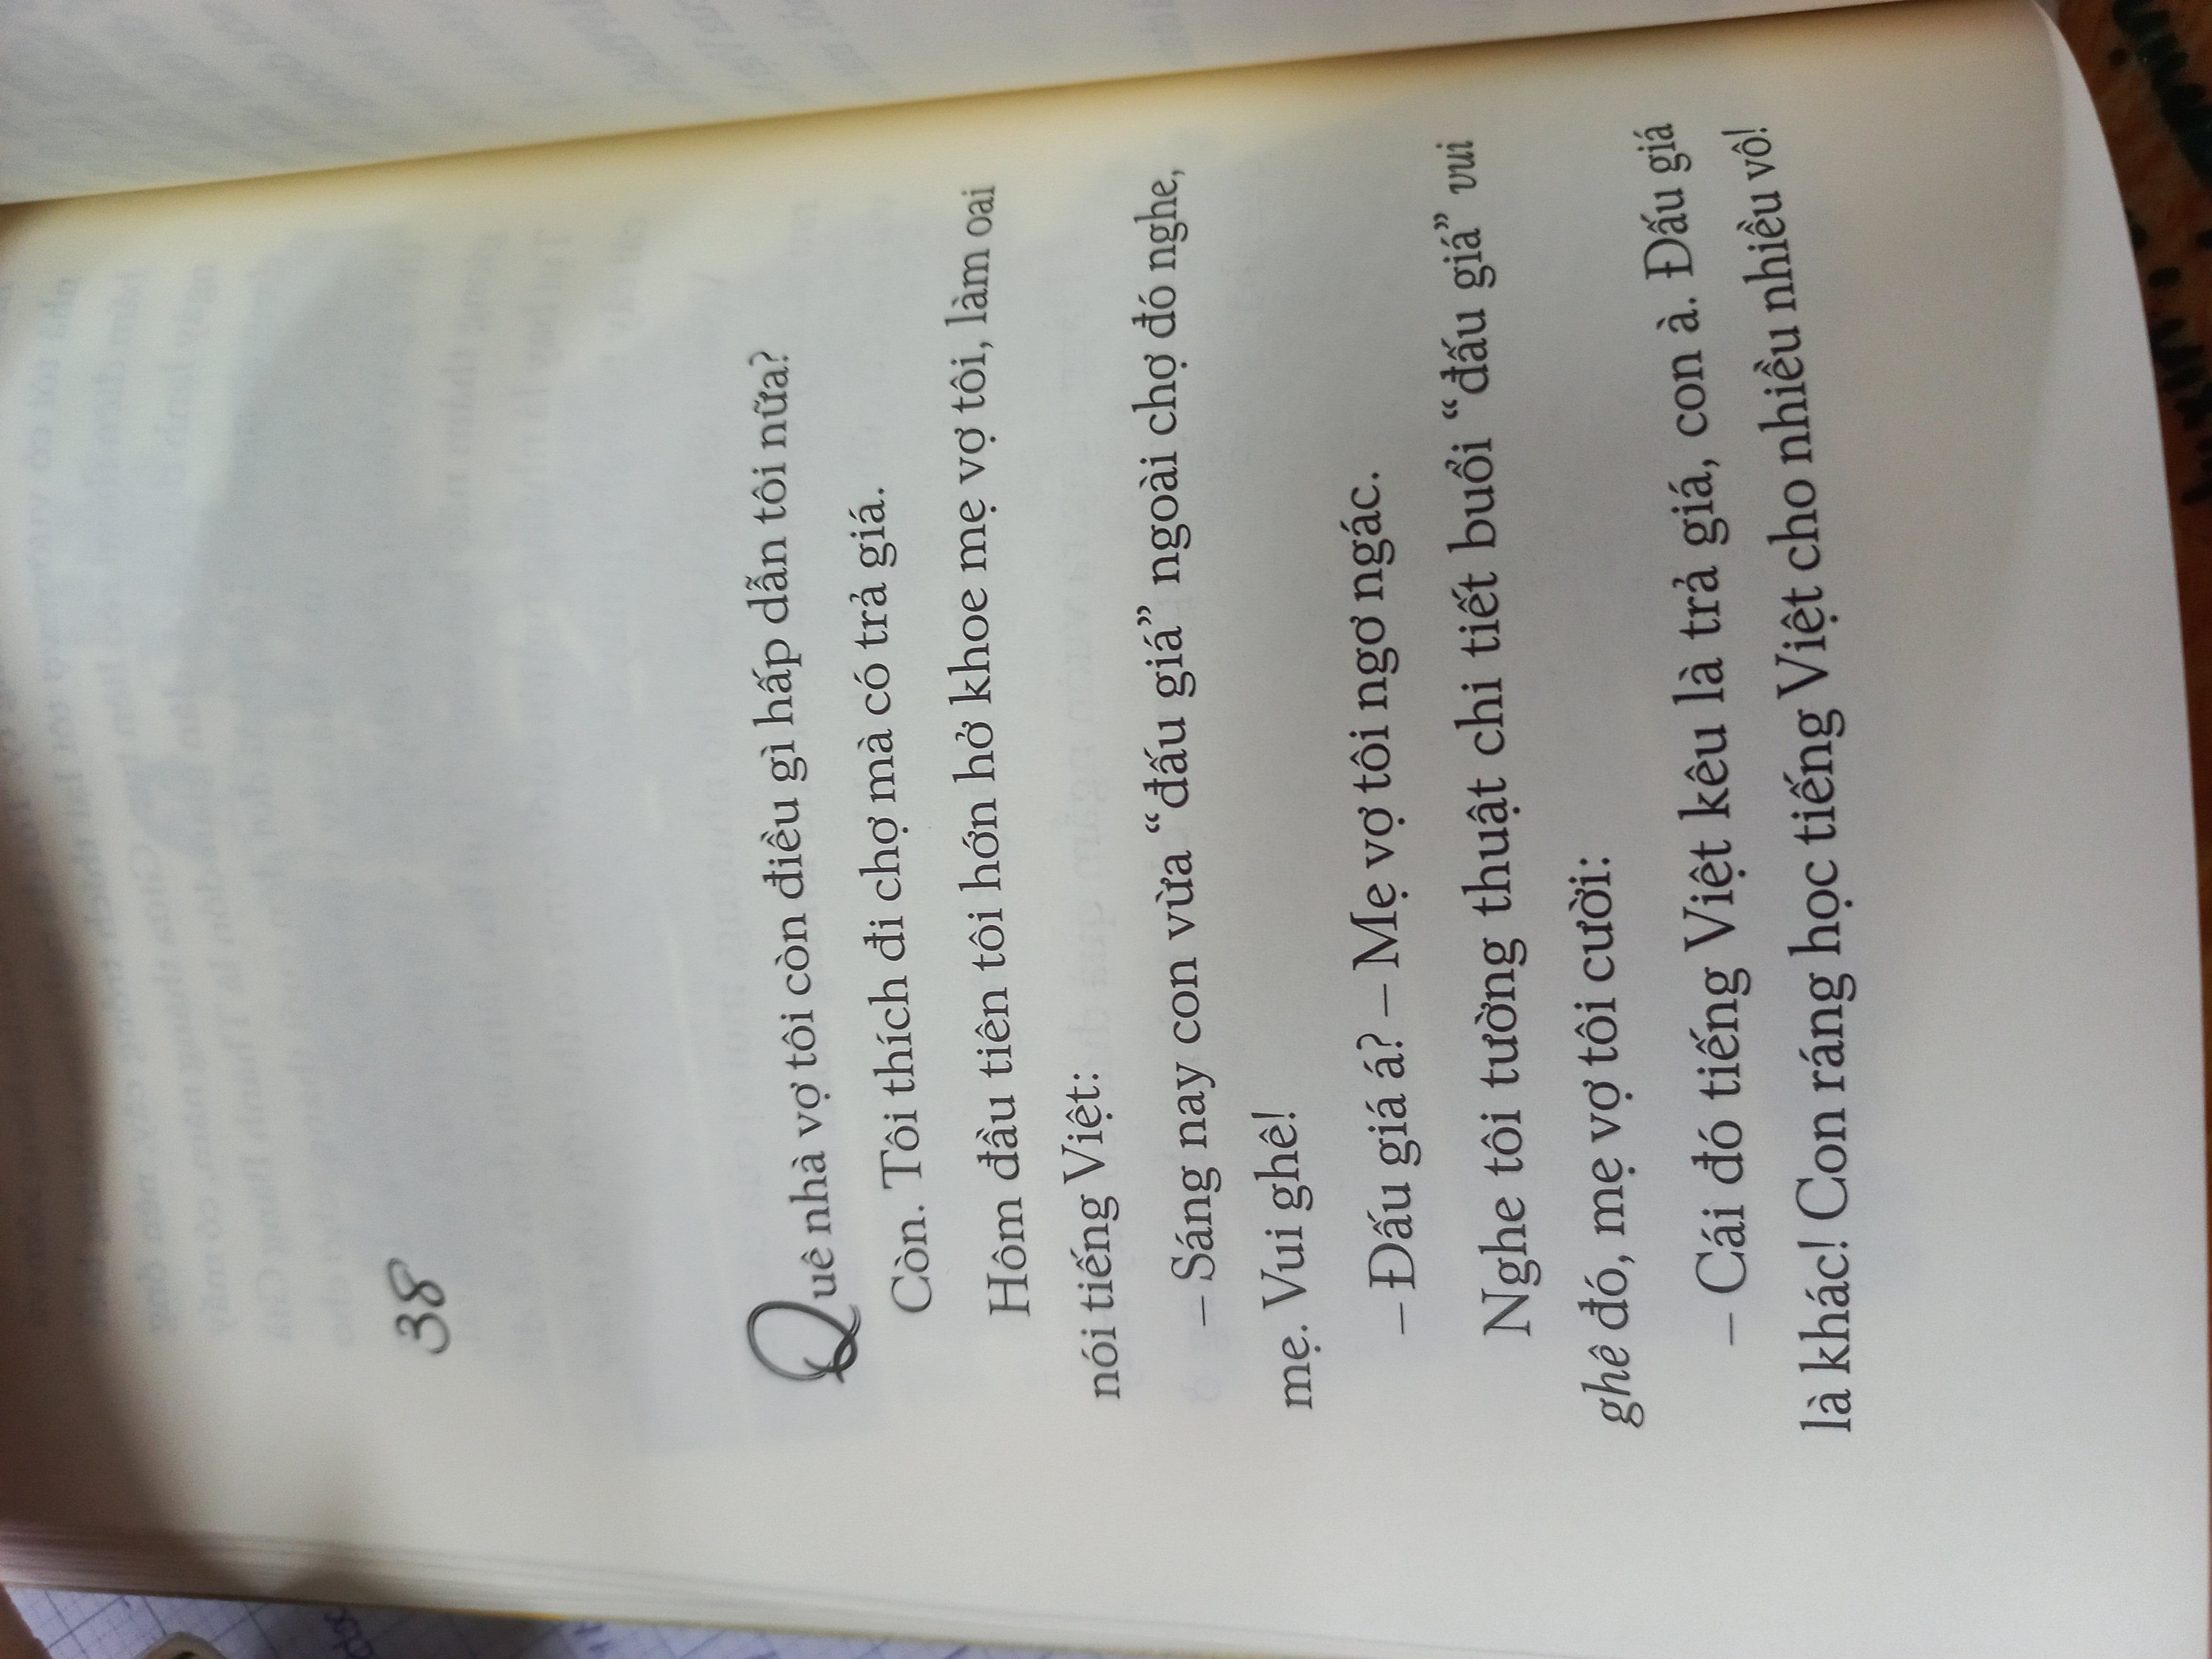 38
Quê nhà vợ tôi còn điều gì hấp dẫn tôi nữa?
Còn. Tôi thích đi chợ mà có trả giá.
Hôm đầu tiên tôi hớn hở khoe mẹ vợ tôi, làm oai
nói tiếng Việt:
– Sáng nay con vừa “đấu giá” ngoài chợ đó nghe,
mẹ. Vui ghê!
– Đấu giá á? – Mẹ vợ tôi ngơ ngác.
Nghe tôi tường thuật chi tiết buổi “đấu giá” vui
ghê đó, mẹ vợ tôi cười:
– Cái đó tiếng Việt kêu là trả giá, con à. Đấu giá
là khác! Con ráng học tiếng Việt cho nhiều nhiều vô!